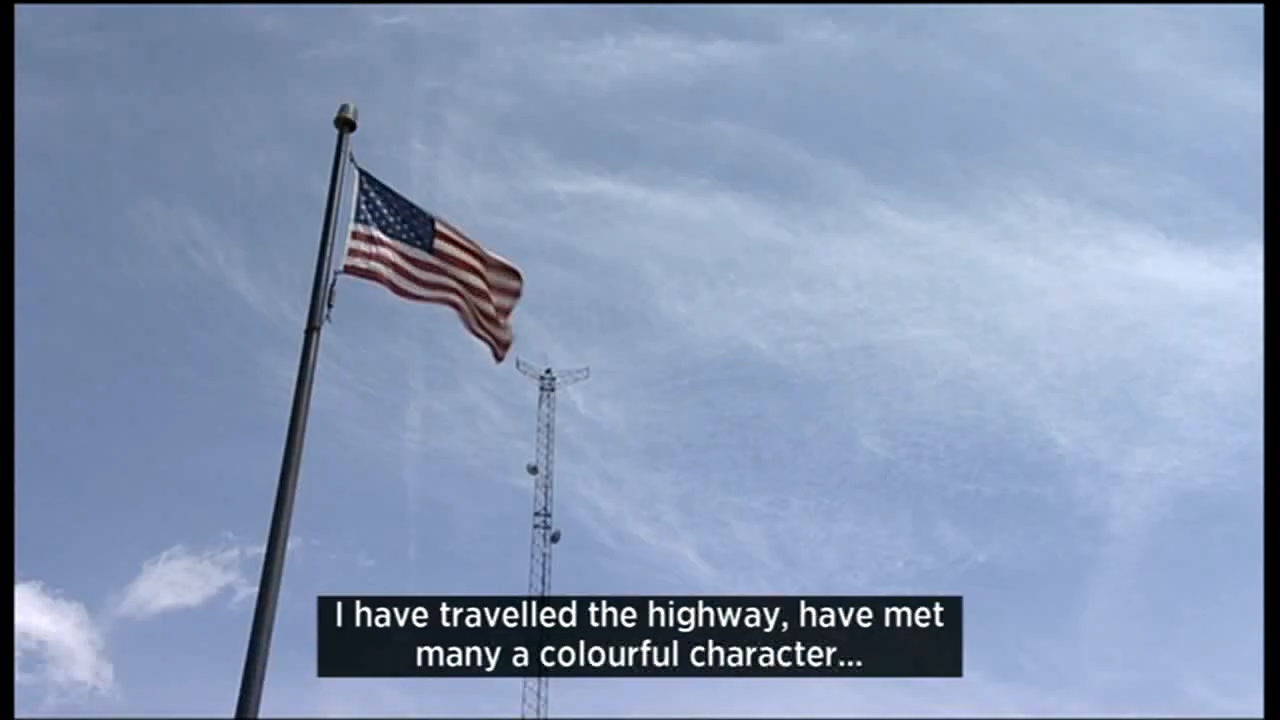 I have travelled the highway, have met
many a colourful character...